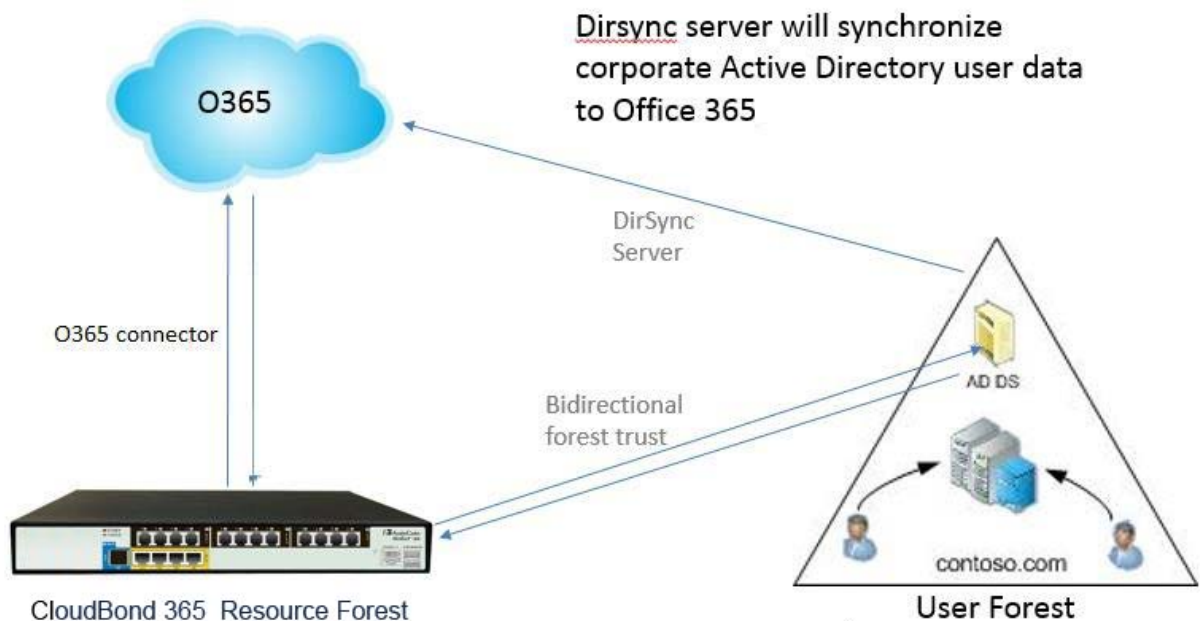 Dirsync server will synchronize
corporate Active Directory user data
to Office 365
O365
DirSync
Server
O365 connector
Bidirectional
forest trust
AD DS
contoso.com
CloudBond 365 Resource Forest
User Forest